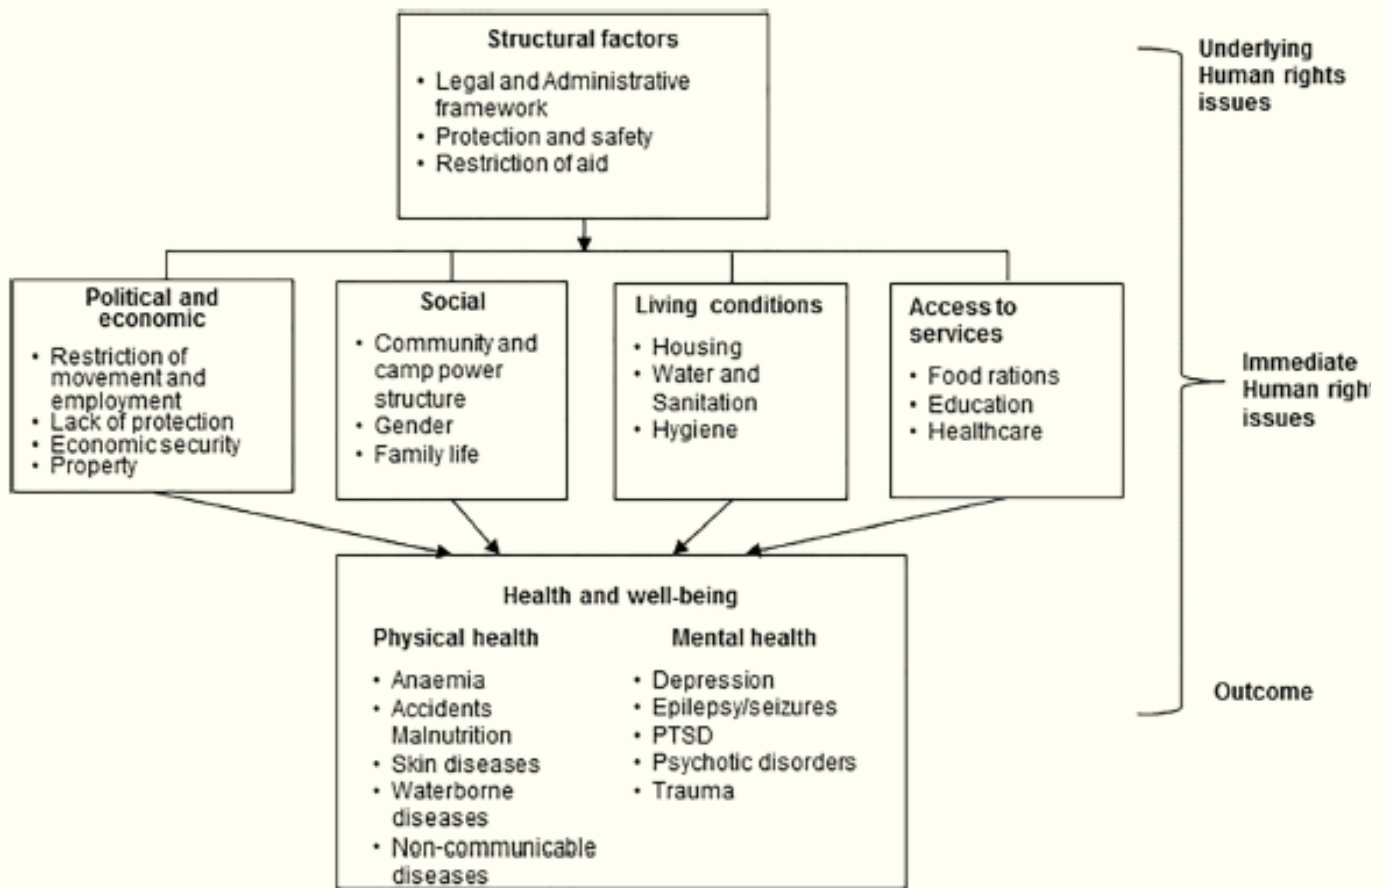 Structural factors
• Legal and Administrative
framework
• Protection and safety
• Restriction of aid
Underlying
Human rights
issues
Political and
economic
• Restriction of
movement and
employment
• Lack of protection
• Economic security
• Property
Social
• Community and
camp power
structure
• Gender
• Family life
Living conditions
• Housing
• Water and
Sanitation
• Hygiene
Access to
services
• Food rations
• Education
• Healthcare
Immediate
Human righ
issues
Health and well-being
Physical health
• Anaemia
• Accidents
Malnutrition
• Skin diseases
• Waterborne
diseases
• Non-communicable
diseases
Mental health
• Depression
• Epilepsy/seizures
• PTSD
• Psychotic disorders
• Trauma
Outcome